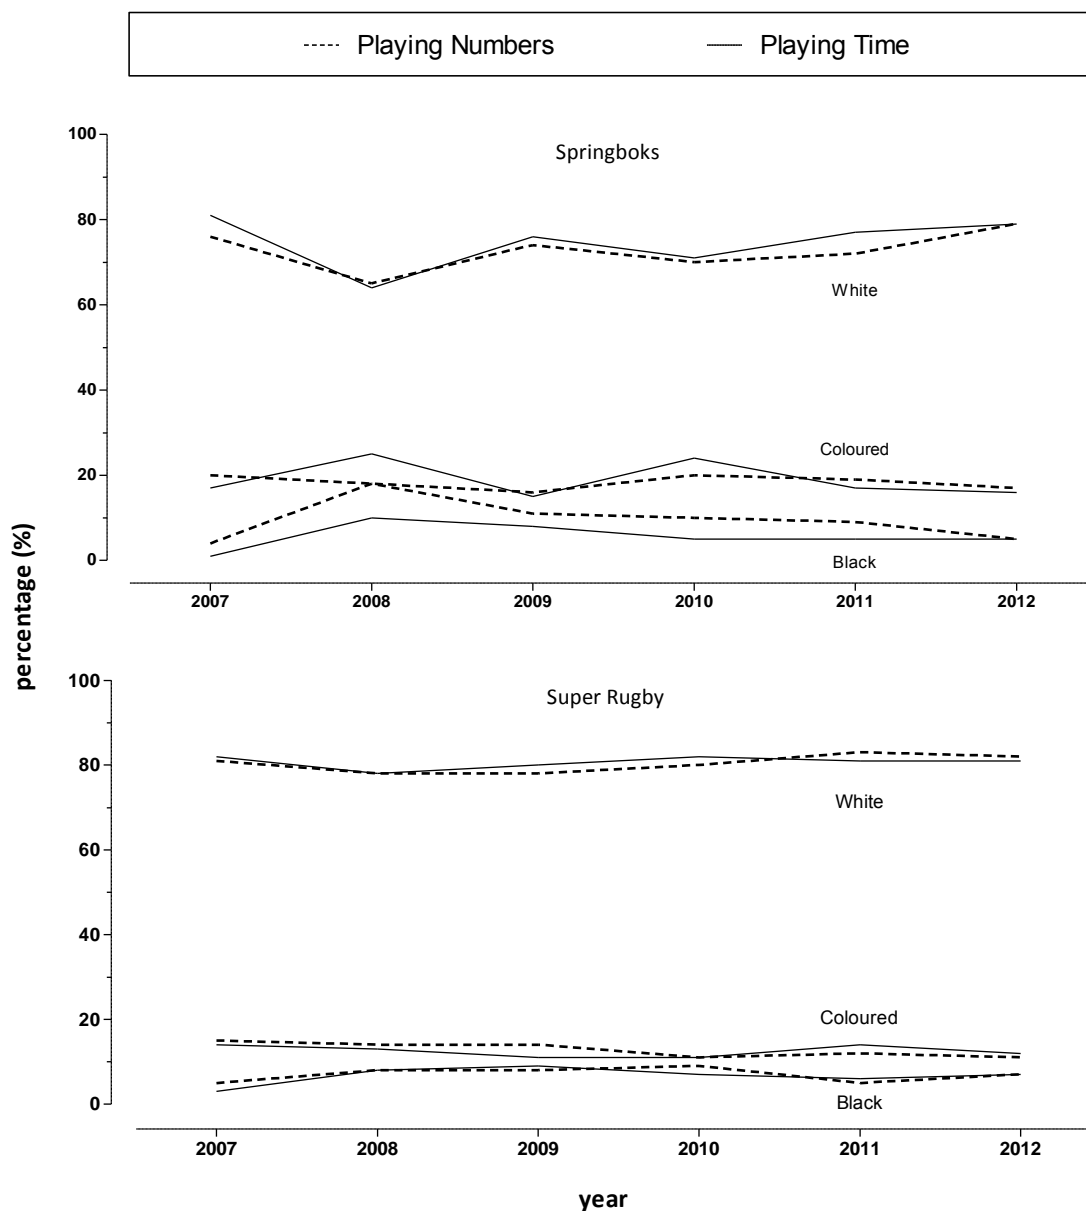 Playing Numbers Playing Time
Springboks
100
80
60
40
20
0
White
Coloured
Black
2007 2008 2009 2010 2011 2012
percentage (%)
Super Rugby
100
80
60
40
20
0
White
Coloured
Black
2007 2008 2009 2010 2011 2012
year